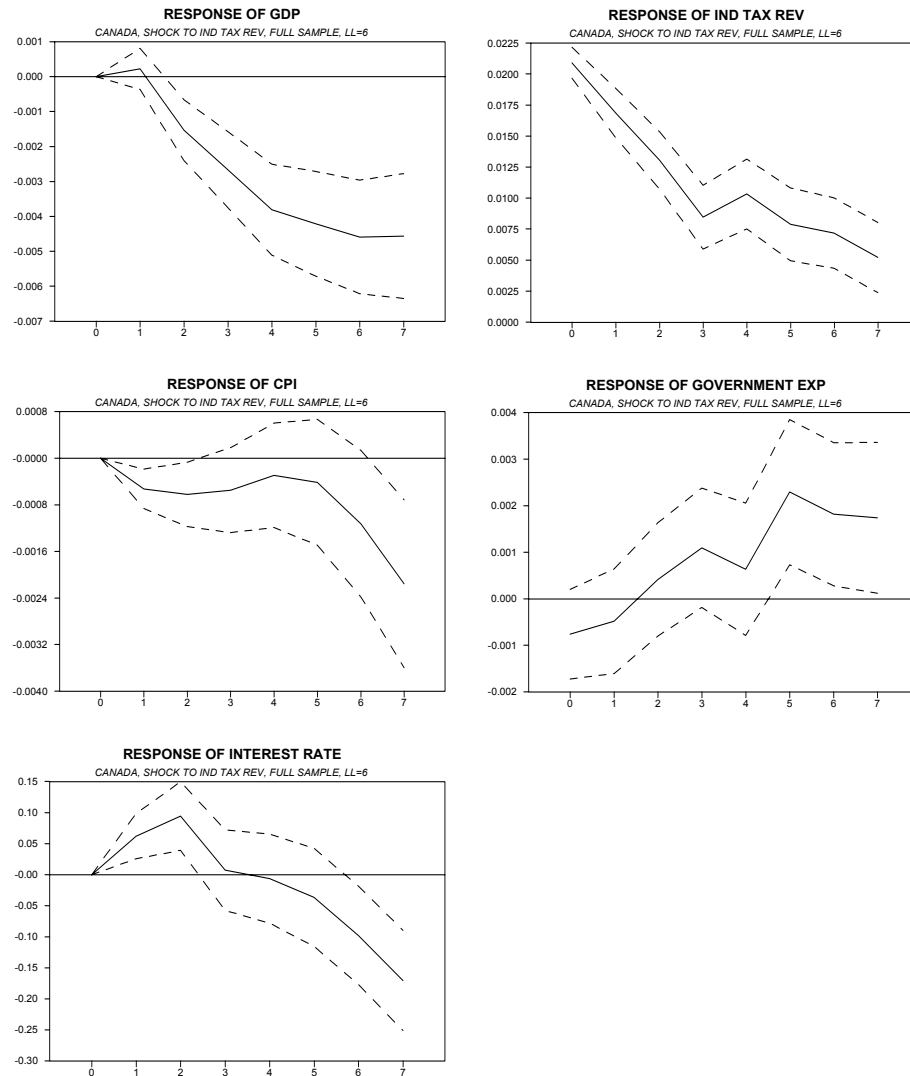 RESPONSE OF GDP
CANADA, SHOCK TO IND TAX REV, FULL SAMPLE, LL=6
0.001
0.000
-0.001
-0.002
-0.003
-0.004
-0.005
-0.006
-0.007
0 1 2 3 4 5 6 7
RESPONSE OF IND TAX REV
CANADA, SHOCK TO IND TAX REV, FULL SAMPLE, LL=6
0.0225
0.0200
0.0175
0.0150
0.0125
0.0100
0.0075
0.0050
0.0025
0.0000
0 1 2 3 4 5 6 7
RESPONSE OF CPI
CANADA, SHOCK TO IND TAX REV, FULL SAMPLE, LL=6
0.0008
-0.0000
-0.0008
-0.0016
-0.0024
-0.0032
-0.0040
0 1 2 3 4 5 6 7
RESPONSE OF GOVERNMENT EXP
CANADA, SHOCK TO IND TAX REV, FULL SAMPLE, LL=6
0.004
0.003
0.002
0.001
0.000
-0.001
-0.002
0 1 2 3 4 5 6 7
RESPONSE OF INTEREST RATE
CANADA, SHOCK TO IND TAX REV, FULL SAMPLE, LL=6
0.15
0.10
0.05
-0.00
-0.05
-0.10
-0.15
-0.20
-0.25
-0.30
0 1 2 3 4 5 6 7